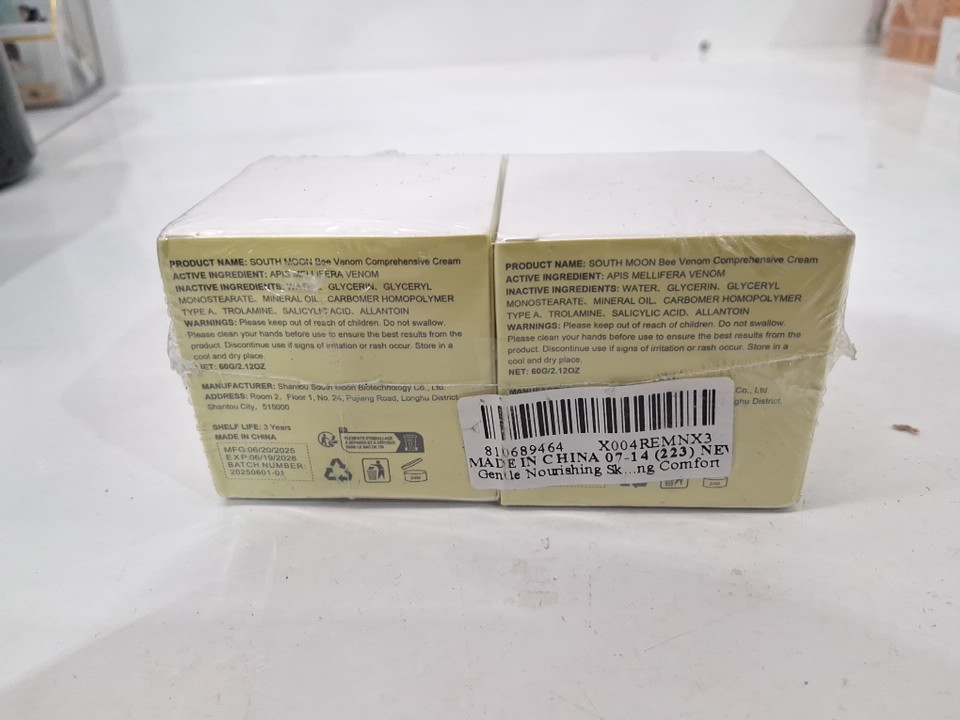 PRODUCT NAME: SOUTH MOON Bee Venom Comprehensive Cream
ACTIVE INGREDIENT: APIS MELLIFERA VENOM
INACTIVE INGREDIENTS: WATER, GLYCERIN, GLYCERYL
MONOSTEARATE, MINERAL OIL, CARBOMER HOMOPOLYMER
TYPE A, TROLAMINE, SALICYLIC ACID, ALLANTOIN
WARNINGS: Please keep out of reach of children. Do not swallow.
Please clean your hands before use to ensure the best results from the
product. Discontinue use if signs of irritation or rash occur. Store in a
cool and dry place.
NET: 60G/2.12OZ
MANUFACTURER: Shantou South Moon Biotechnology Co., Ltd.
ADDRESS: Room 2, Floor 1, No. 24, Pujiang Road, Longhu District,
Shantou City, 515000
SHELF LIFE: 3 Years
MADE IN CHINA
MFG:06/20/2025
EXP:06/19/2028
BATCH NUMBER:
20250601-01
PRODUCT NAME: SOUTH MOON Bee Venom Comprehensive Cream
ACTIVE INGREDIENT: APIS MELLIFERA VENOM
INACTIVE INGREDIENTS: WATER, GLYCERIN, GLYCERYL
MONOSTEARATE, MINERAL OIL, CARBOMER HOMOPOLYMER
TYPE A, TROLAMINE, SALICYLIC ACID, ALLANTOIN
WARNINGS: Please keep out of reach of children. Do not swallow.
Please clean your hands before use to ensure the best results from the
product. Discontinue use if signs of irritation or rash occur. Store in a
cool and dry place.
NET: 60G/2.12OZ
Co., Ltd.
Longhu District,
810689464 X004REMNX3
MADE IN CHINA 07-14 (223) NEW
Gentle Nourishing Sk...ng Comfort